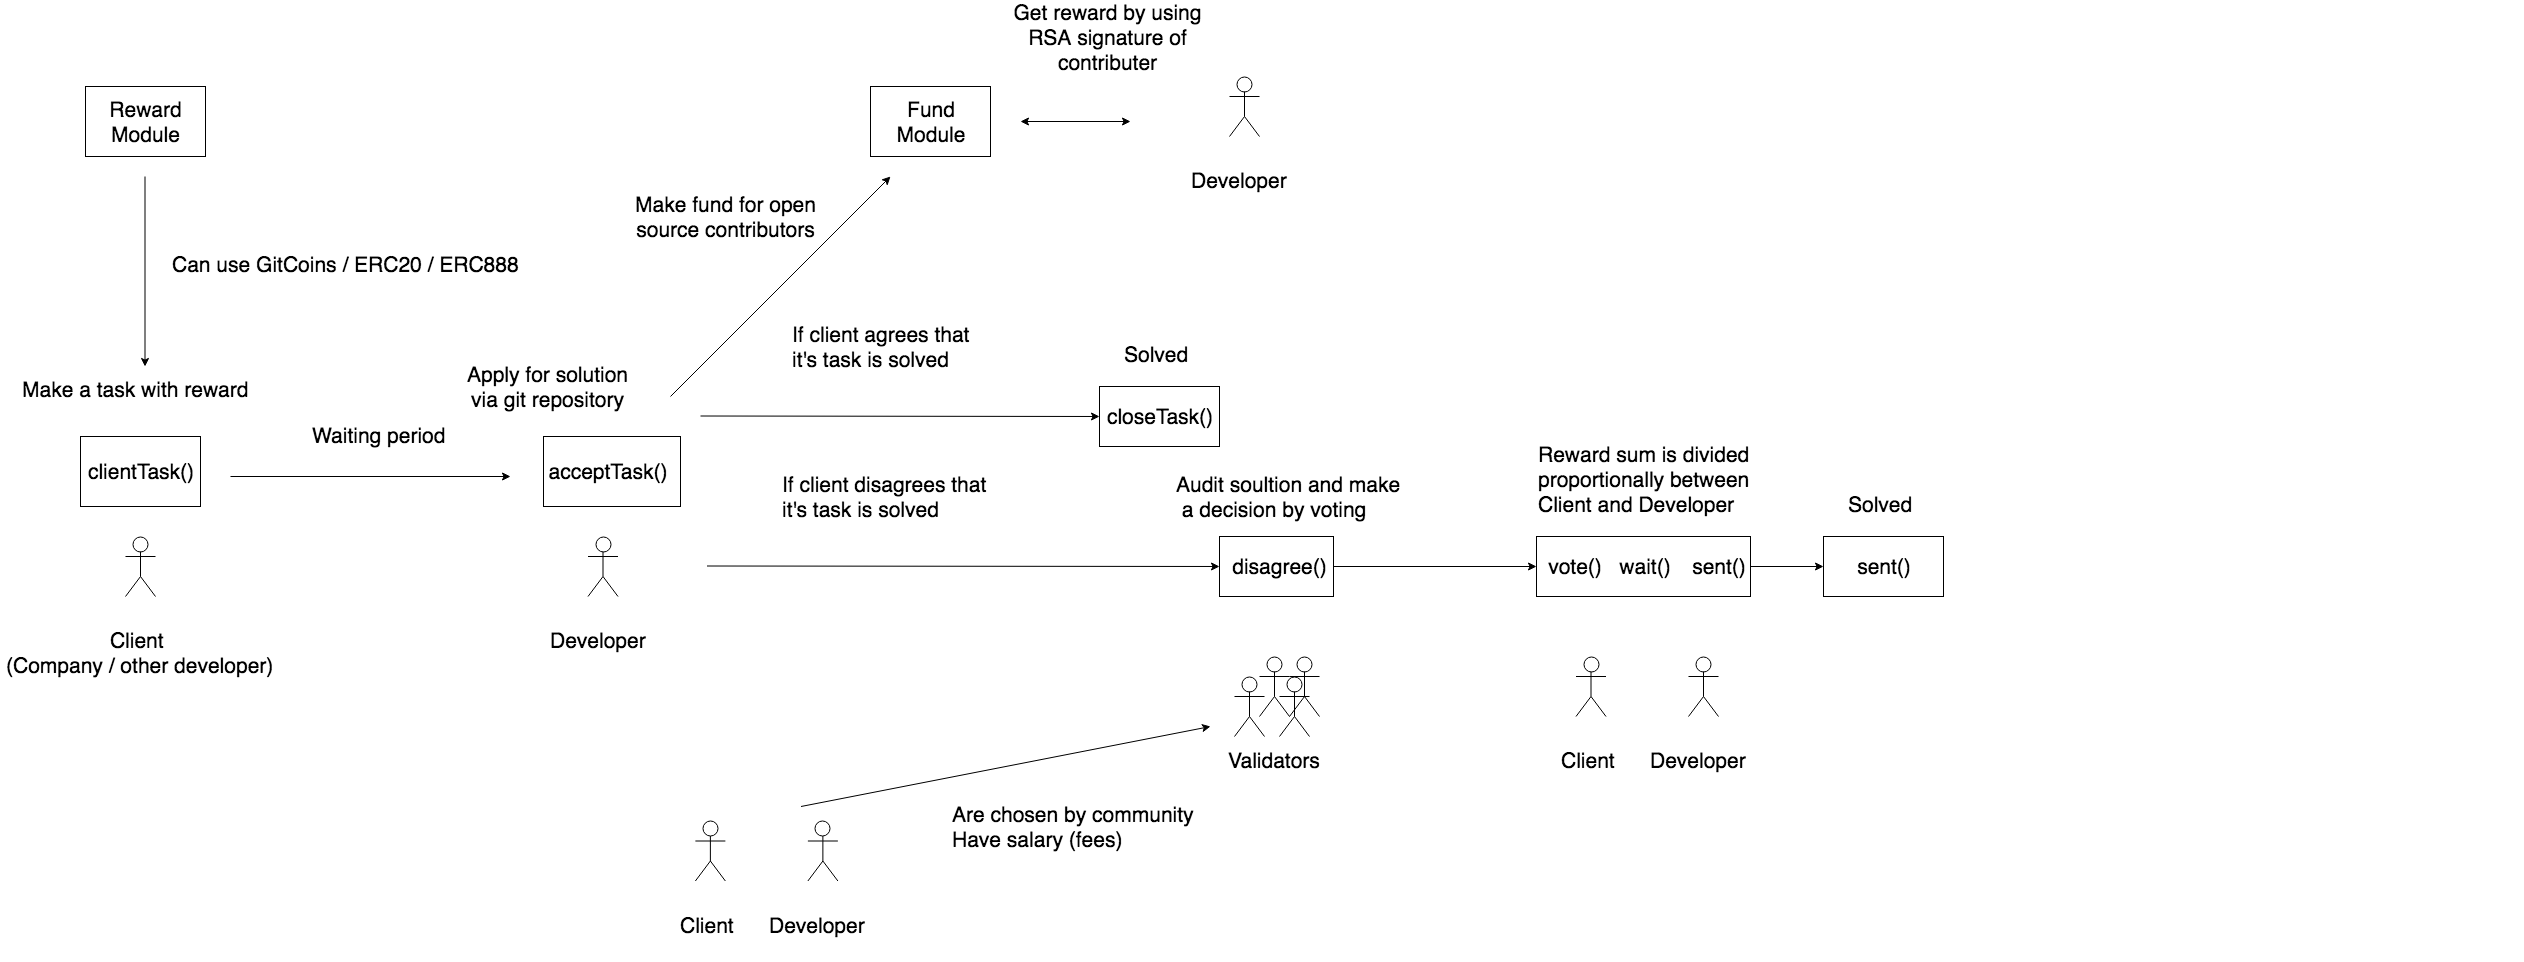 Get reward by using
RSA signature of
contributer
Reward
Module
Fund
Module
Developer
Make fund for open
source contributors
Can use GitCoins / ERC20 / ERC888
If client agrees that
it's task is solved
Solved
Make a task with reward
Apply for solution
via git repository
closeTask()
Waiting period
clientTask()
acceptTask()
If client disagrees that
it's task is solved
Audit soultion and make
a decision by voting
Reward sum is divided
proportionally between
Client and Developer
Solved
disagree()
vote() wait() sent()
sent()
Client
(Company / other developer)
Developer
Validators
Client
Developer
Are chosen by community
Have salary (fees)
Client
Developer